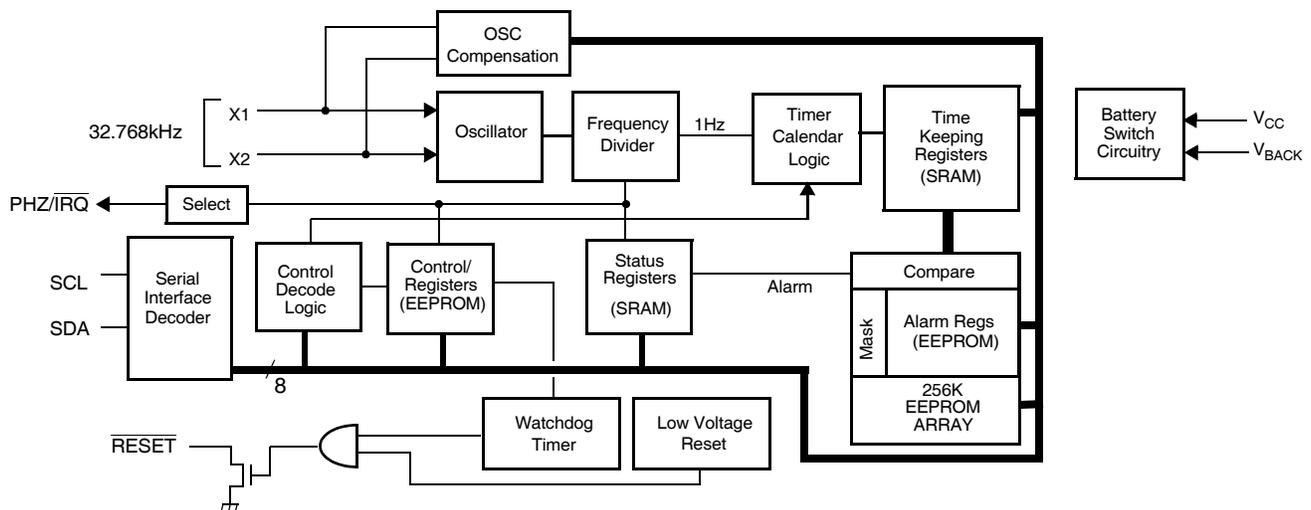 OSC
Compensation
32.768kHz
X1
X2
Oscillator
Frequency
Divider
1Hz
Timer
Calendar
Logic
Time
Keeping
Registers
(SRAM)
Battery
Switch
Circuitry
VCC
VBACK
PHZ/IRQ
Select
SCL
SDA
Serial
Interface
Decoder
Control
Decode
Logic
Control/
Registers
(EEPROM)
Status
Registers
(SRAM)
Alarm
Compare
Mask
Alarm Regs
(EEPROM)
256K
EEPROM
ARRAY
8
RESET
Watchdog
Timer
Low Voltage
Reset